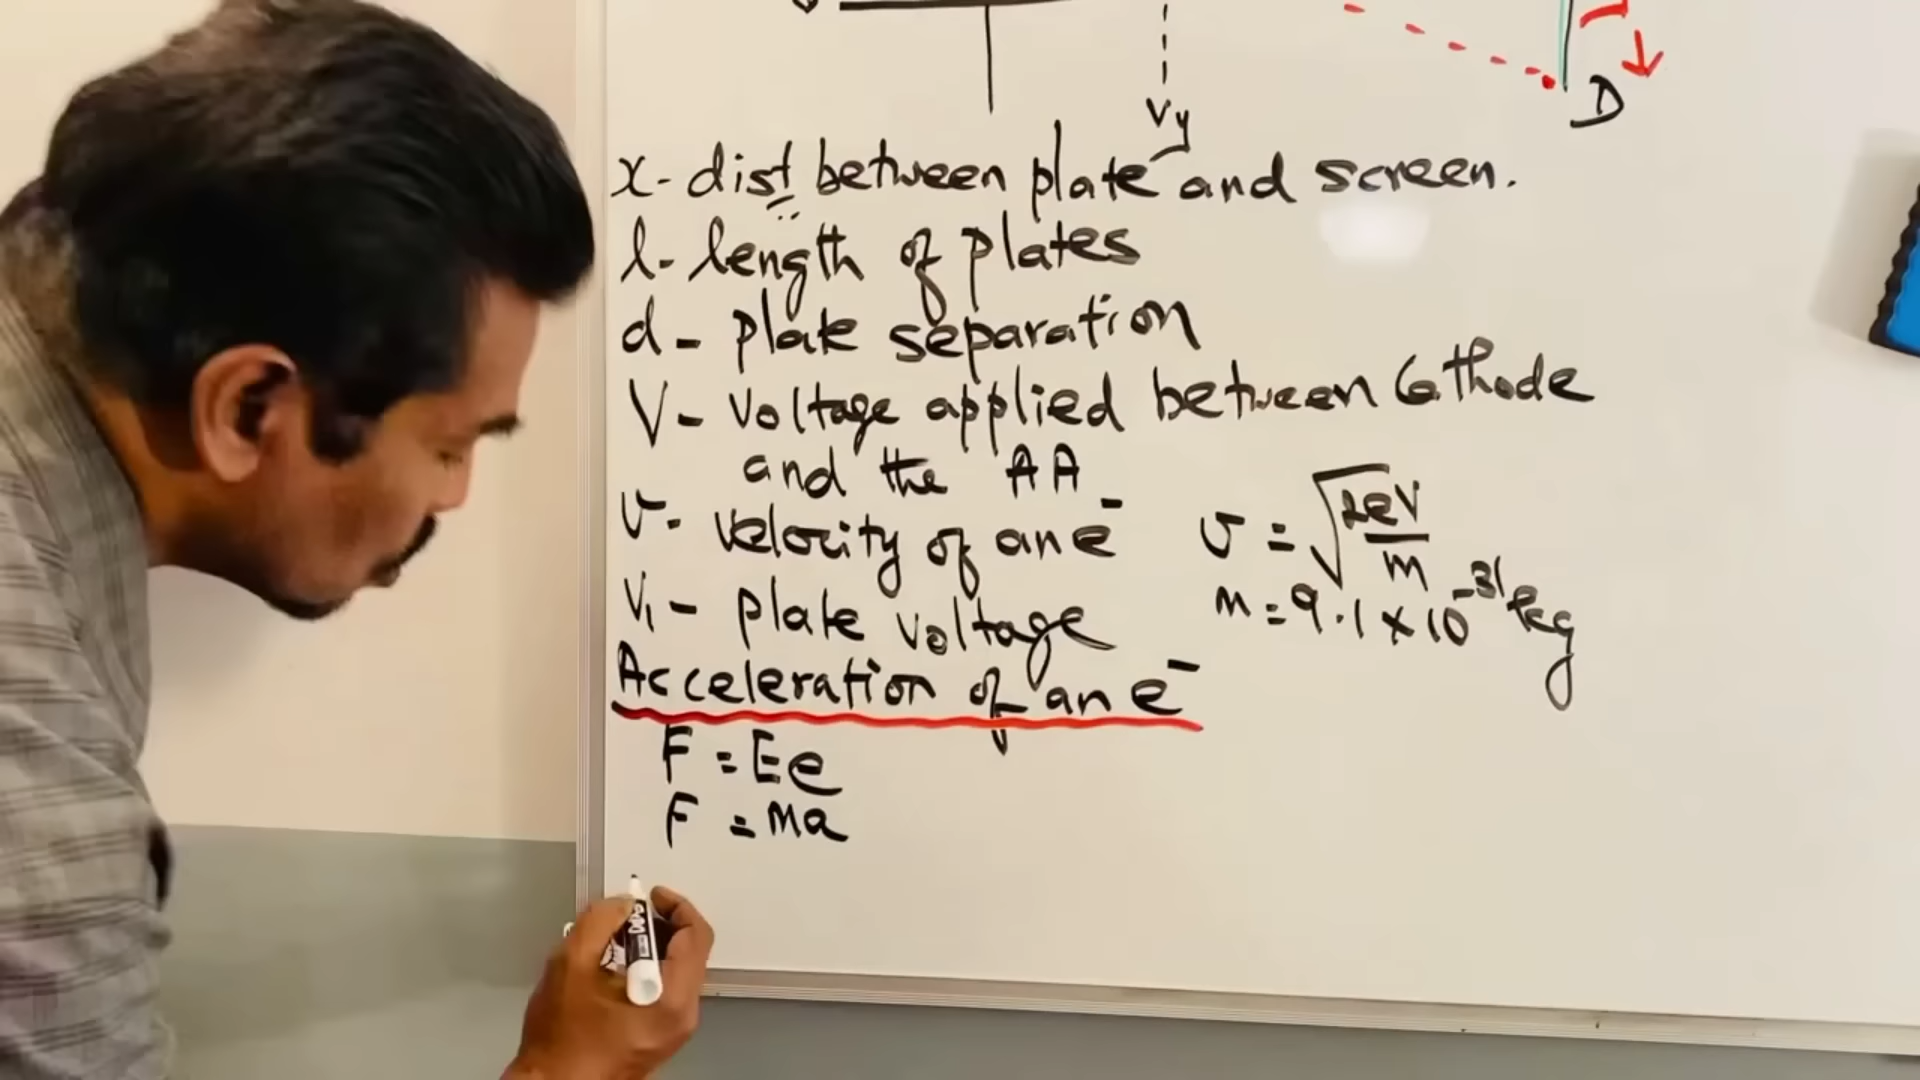 D
Vy
x- dist between plate and screen.
l- length of plates
d - plate separation
V- Voltage applied between Cathode
and the AA
v- velocity of an e⁻
v = √(2eV/m)
m = 9.1 × 10⁻³¹ kg
V₁ - plate voltage
Acceleration of an e⁻
F = Ee
F = ma